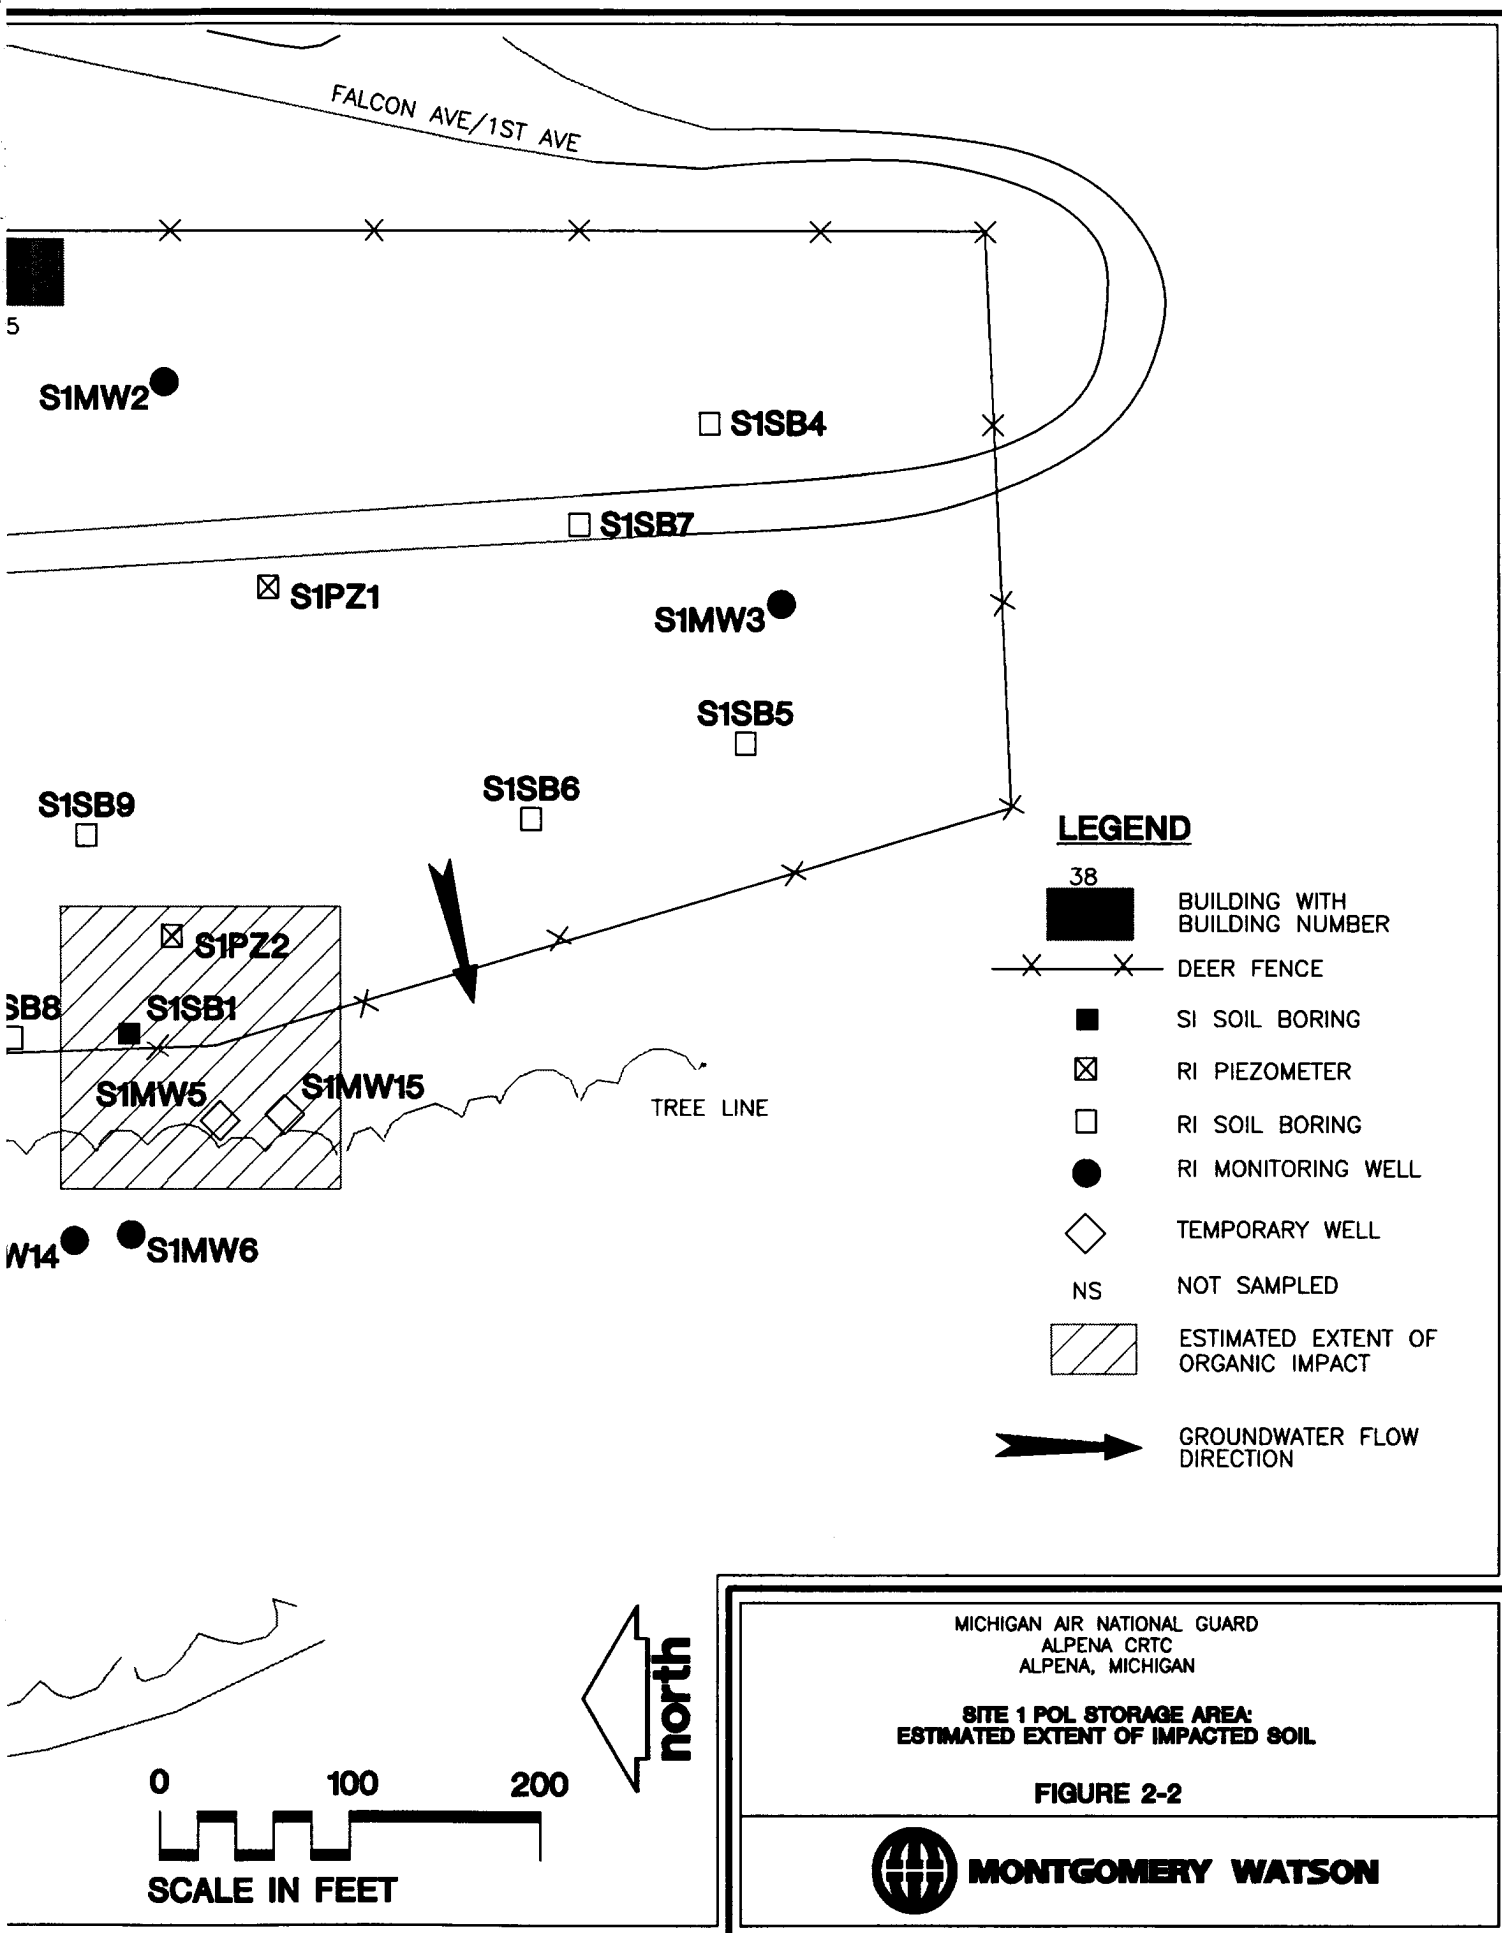 FALCON AVE/1ST AVE
5
S1MW2
S1SB4
S1SB7
S1PZ1
S1MW3
S1SB5
S1SB6
S1SB9
LEGEND
38
BUILDING WITH
BUILDING NUMBER
DEER FENCE
SI SOIL BORING
RI PIEZOMETER
RI SOIL BORING
RI MONITORING WELL
TEMPORARY WELL
NS NOT SAMPLED
ESTIMATED EXTENT OF
ORGANIC IMPACT
GROUNDWATER FLOW
DIRECTION
S1PZ2
SB8
S1SB1
S1MW5
S1MW15
TREE LINE
W14
S1MW6
north
0 100 200
SCALE IN FEET
MICHIGAN AIR NATIONAL GUARD
ALPENA CRTC
ALPENA, MICHIGAN
SITE 1 POL STORAGE AREA:
ESTIMATED EXTENT OF IMPACTED SOIL
FIGURE 2-2
MONTGOMERY WATSON